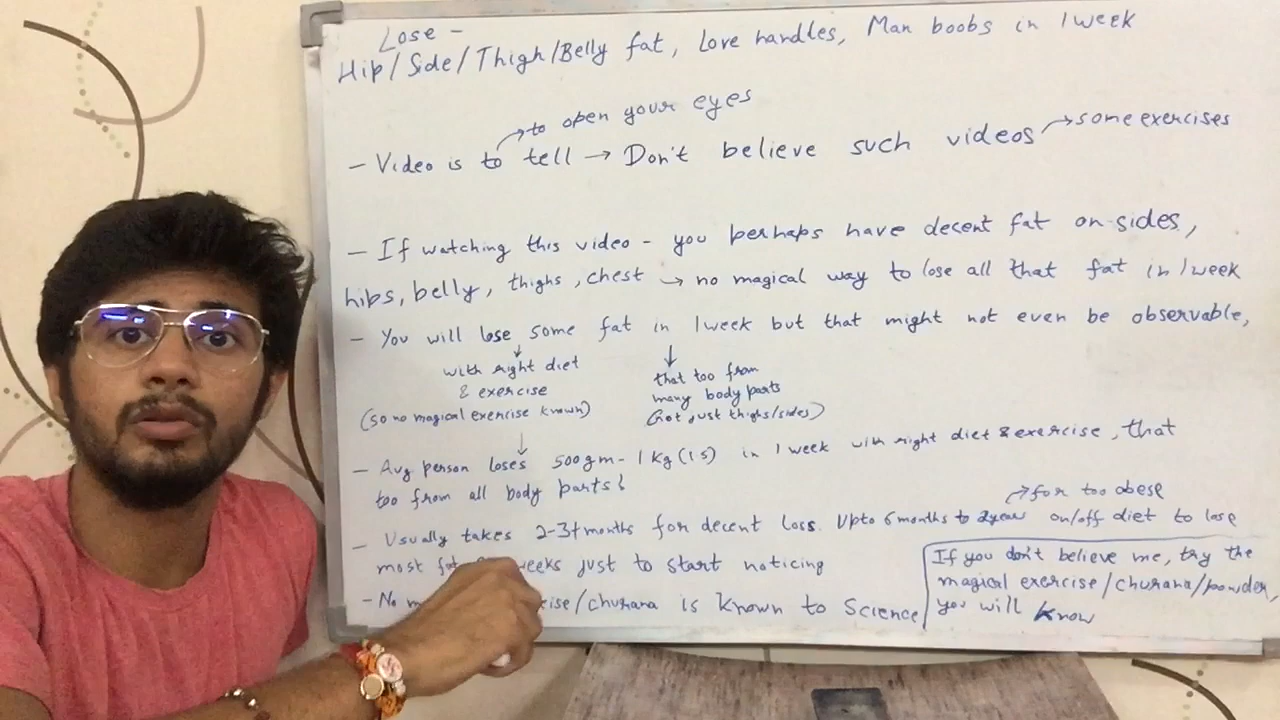 Lose -
Hip/Side/Thigh/Belly fat, Love handles, Man boobs in 1 week
to open your eyes
- Video is to tell → Don't believe such videos → some exercises
- If watching this video - you perhaps have decent fat on sides,
hips, belly, thighs, chest → no magical way to lose all that fat in 1 week
- You will lose some fat in 1 week but that might not even be observable,
with right diet
& exercise
(so no magical exercise known)
that too from
many body parts
(not just thighs/sides)
- Avg person loses 500gm - 1 kg in 1 week with right diet & exercise, that
too from all body parts!
for too obese
- Usually takes 2-3+ months for decent loss. Upto 6 months to 2 year on/off diet to lose
most weeks just to start noticing
- No /churana is known to Science
If you don't believe me, try the
magical exercise/churana/powder,
you will know